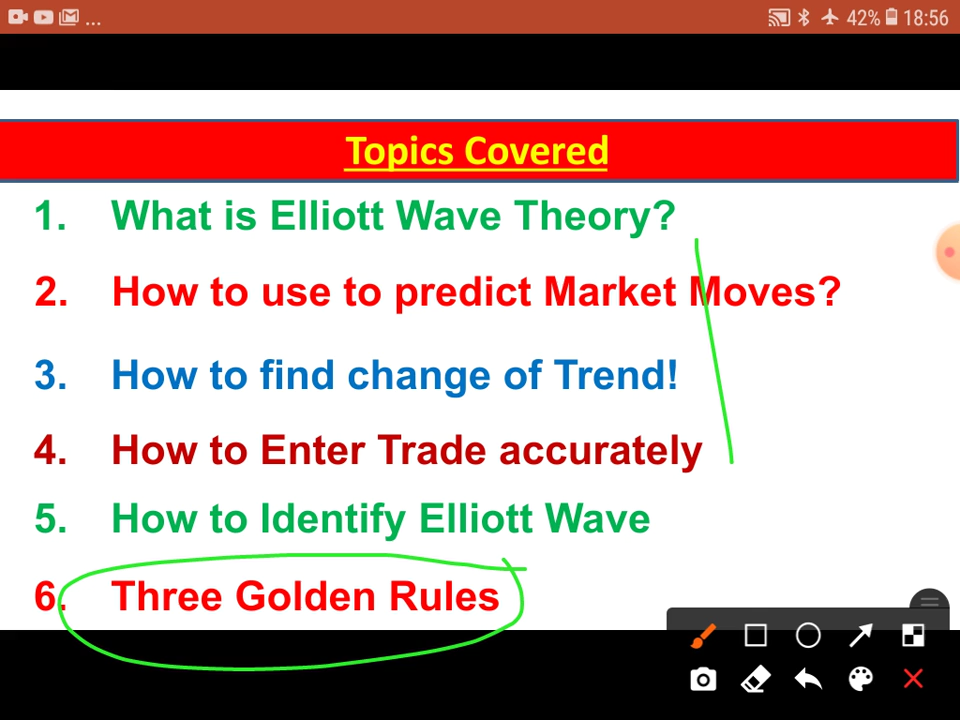 ... 42% 18:56
Topics Covered
1. What is Elliott Wave Theory?
2. How to use to predict Market Moves?
3. How to find change of Trend!
4. How to Enter Trade accurately
5. How to Identify Elliott Wave
6. Three Golden Rules